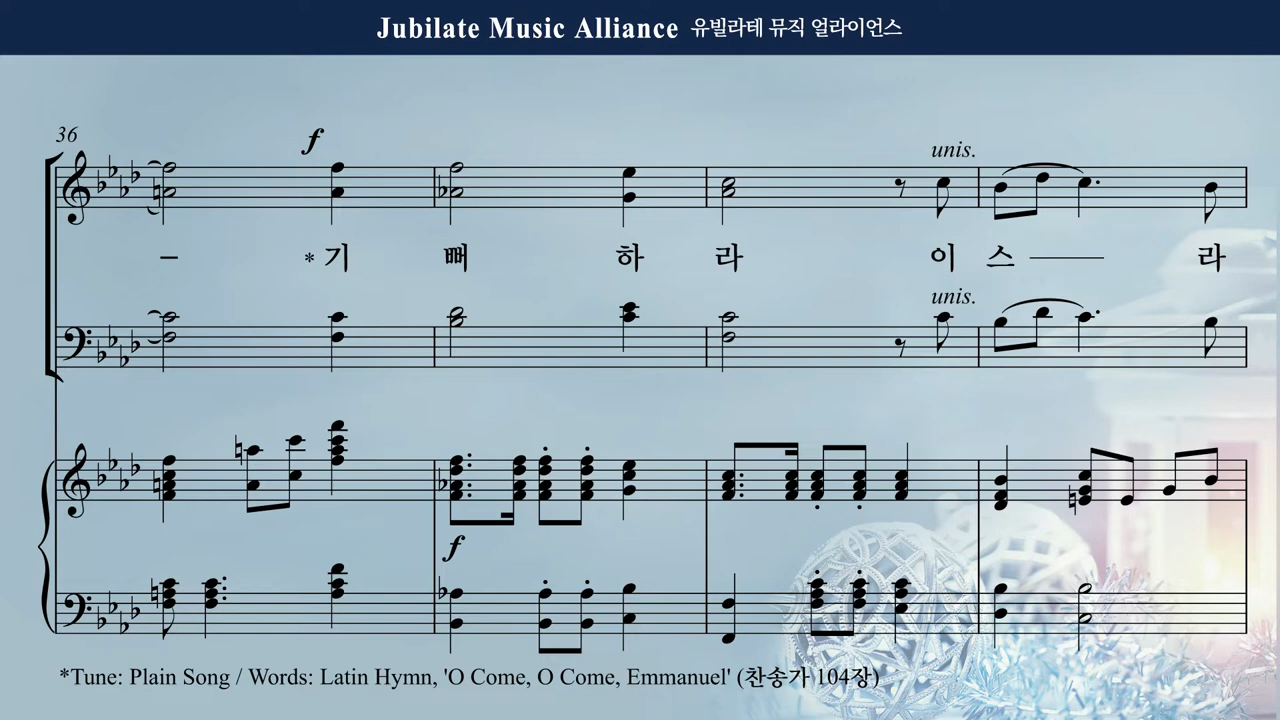 Jubilate Music Alliance 유빌라테 뮤직 얼라이언스
36
f
unis.
– *기 뻐 하 라 이 스 라
unis.
f
*Tune: Plain Song / Words: Latin Hymn, 'O Come, O Come, Emmanuel' (찬송가 104장)